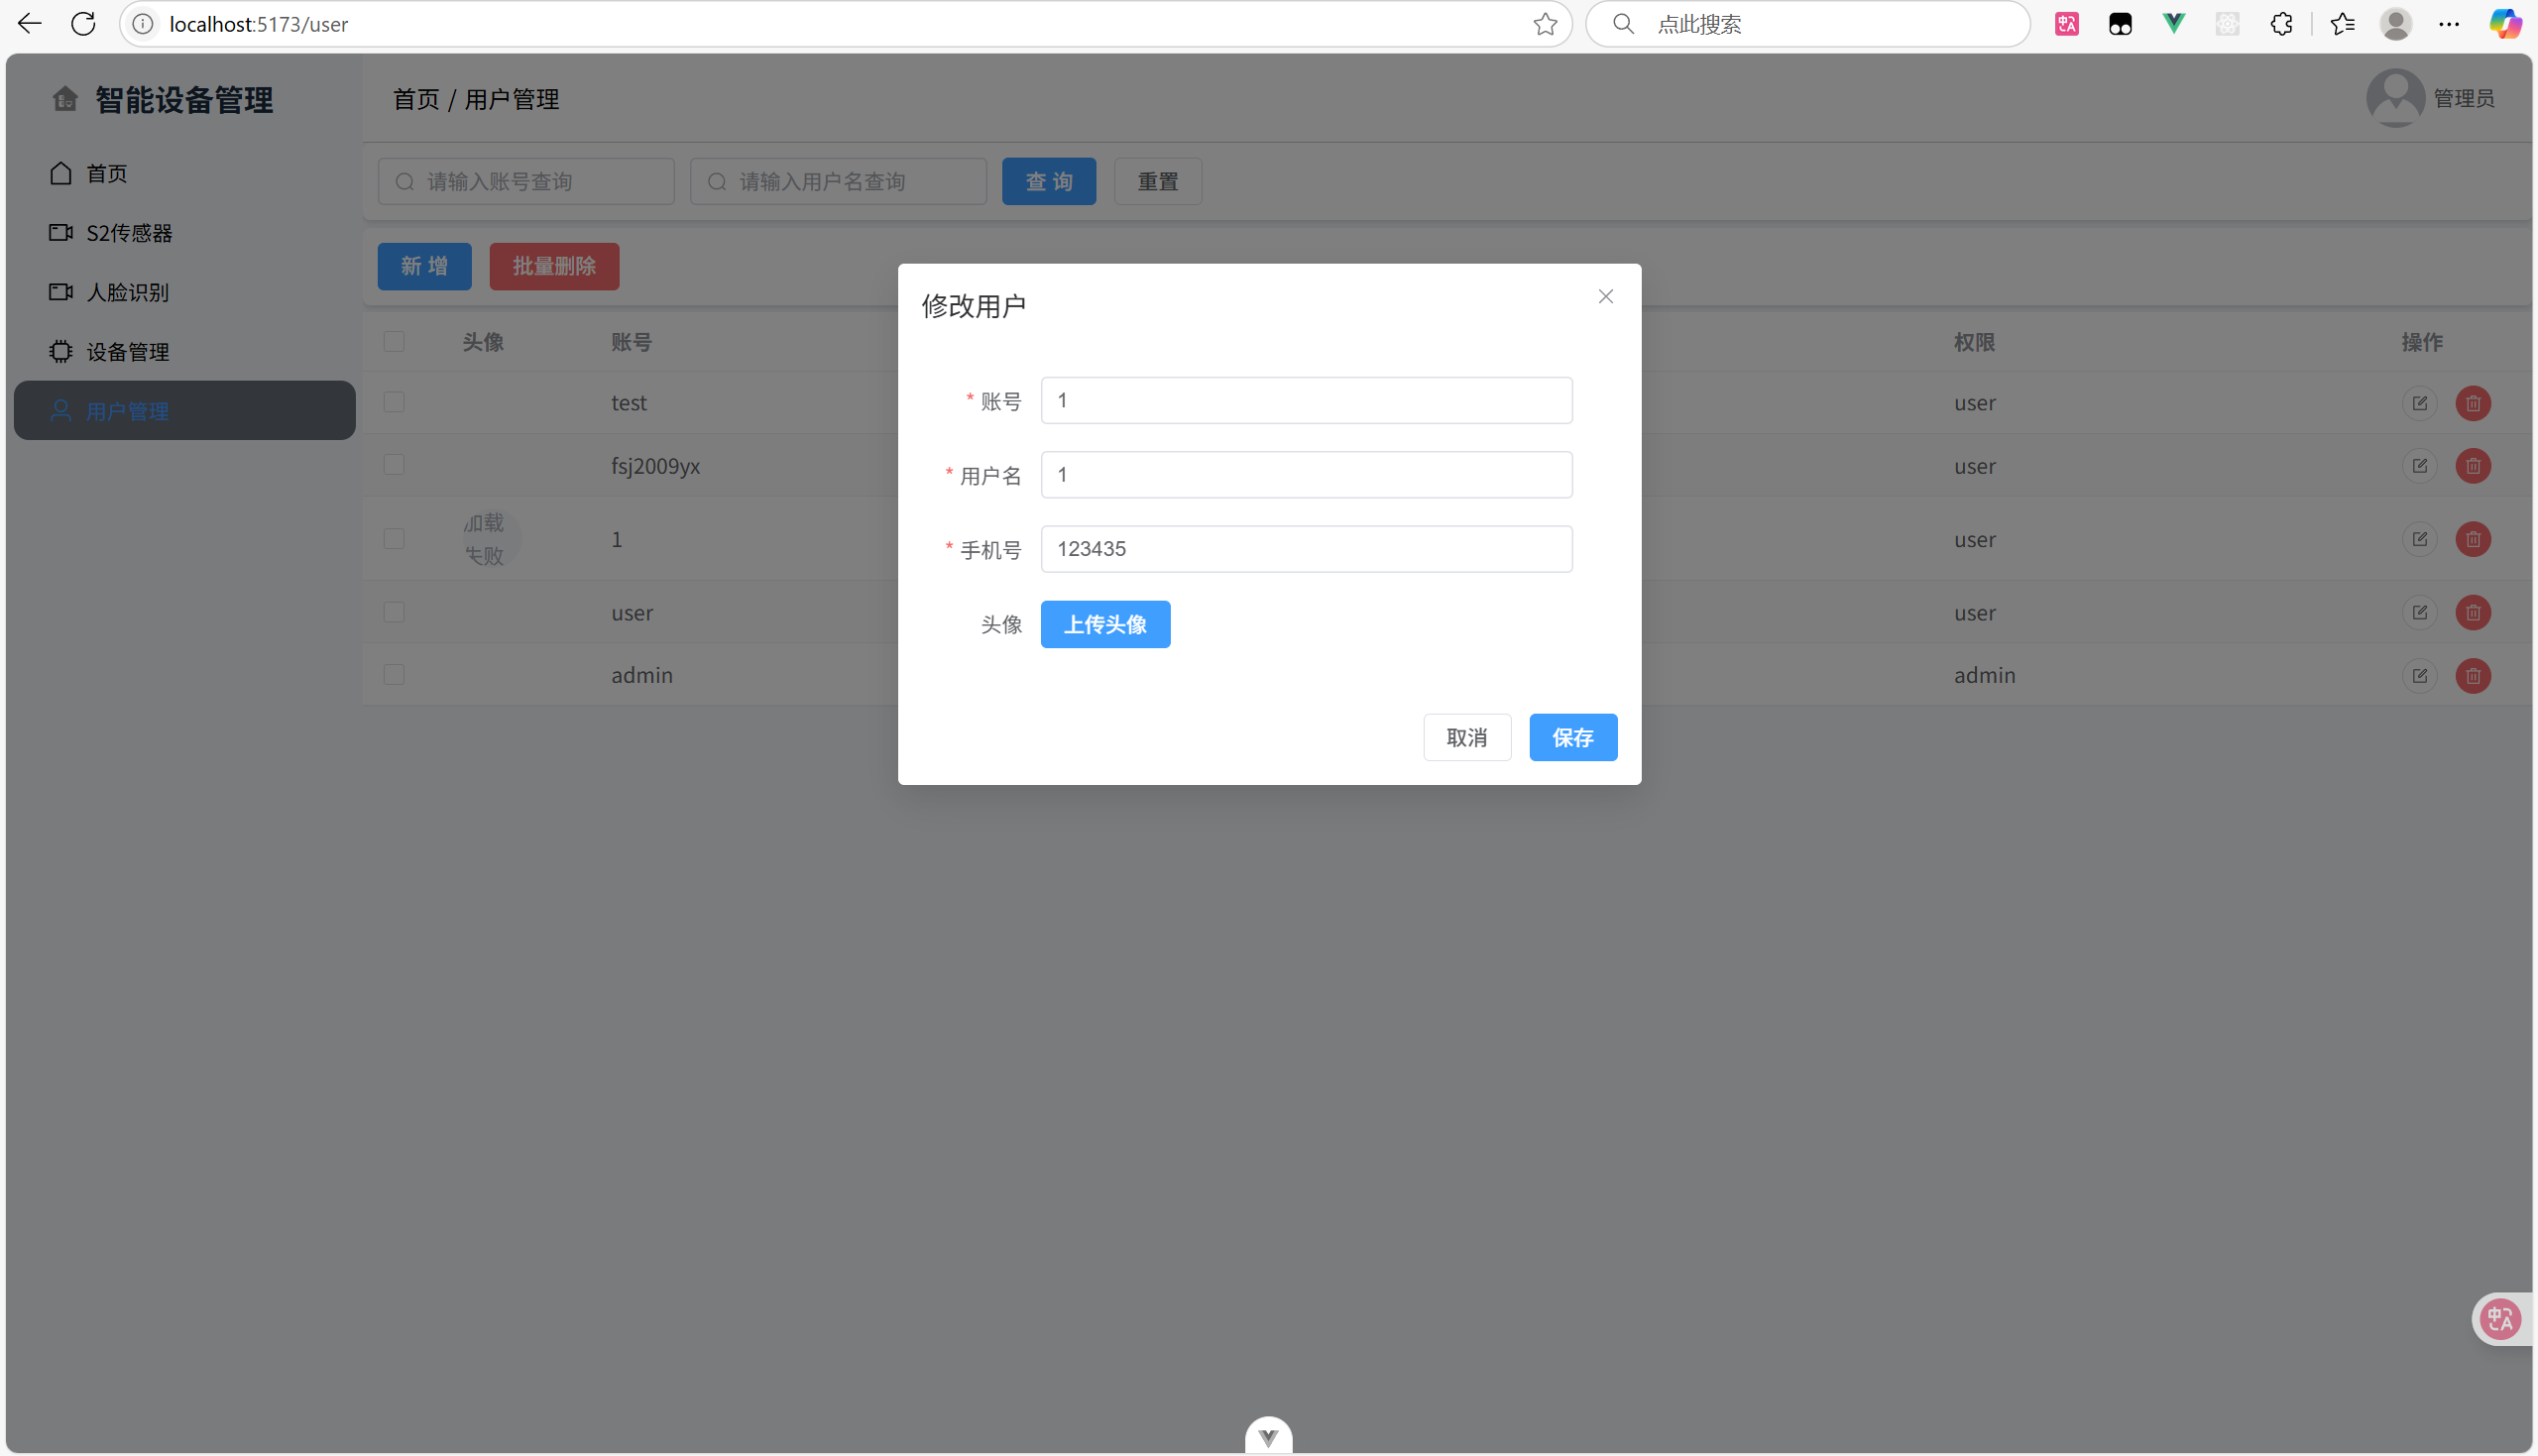 localhost:5173/user
点此搜索
智能设备管理
首页 / 用户管理
管理员
首页
S2传感器
人脸识别
设备管理
用户管理
请输入账号查询
请输入用户名查询
查 询
重置
新 增
批量删除
头像
账号
权限
操作
test
user
fsj2009yx
user
加载
失败
1
user
user
user
admin
admin
修改用户
* 账号
1
* 用户名
1
* 手机号
123435
头像
上传头像
取消
保存